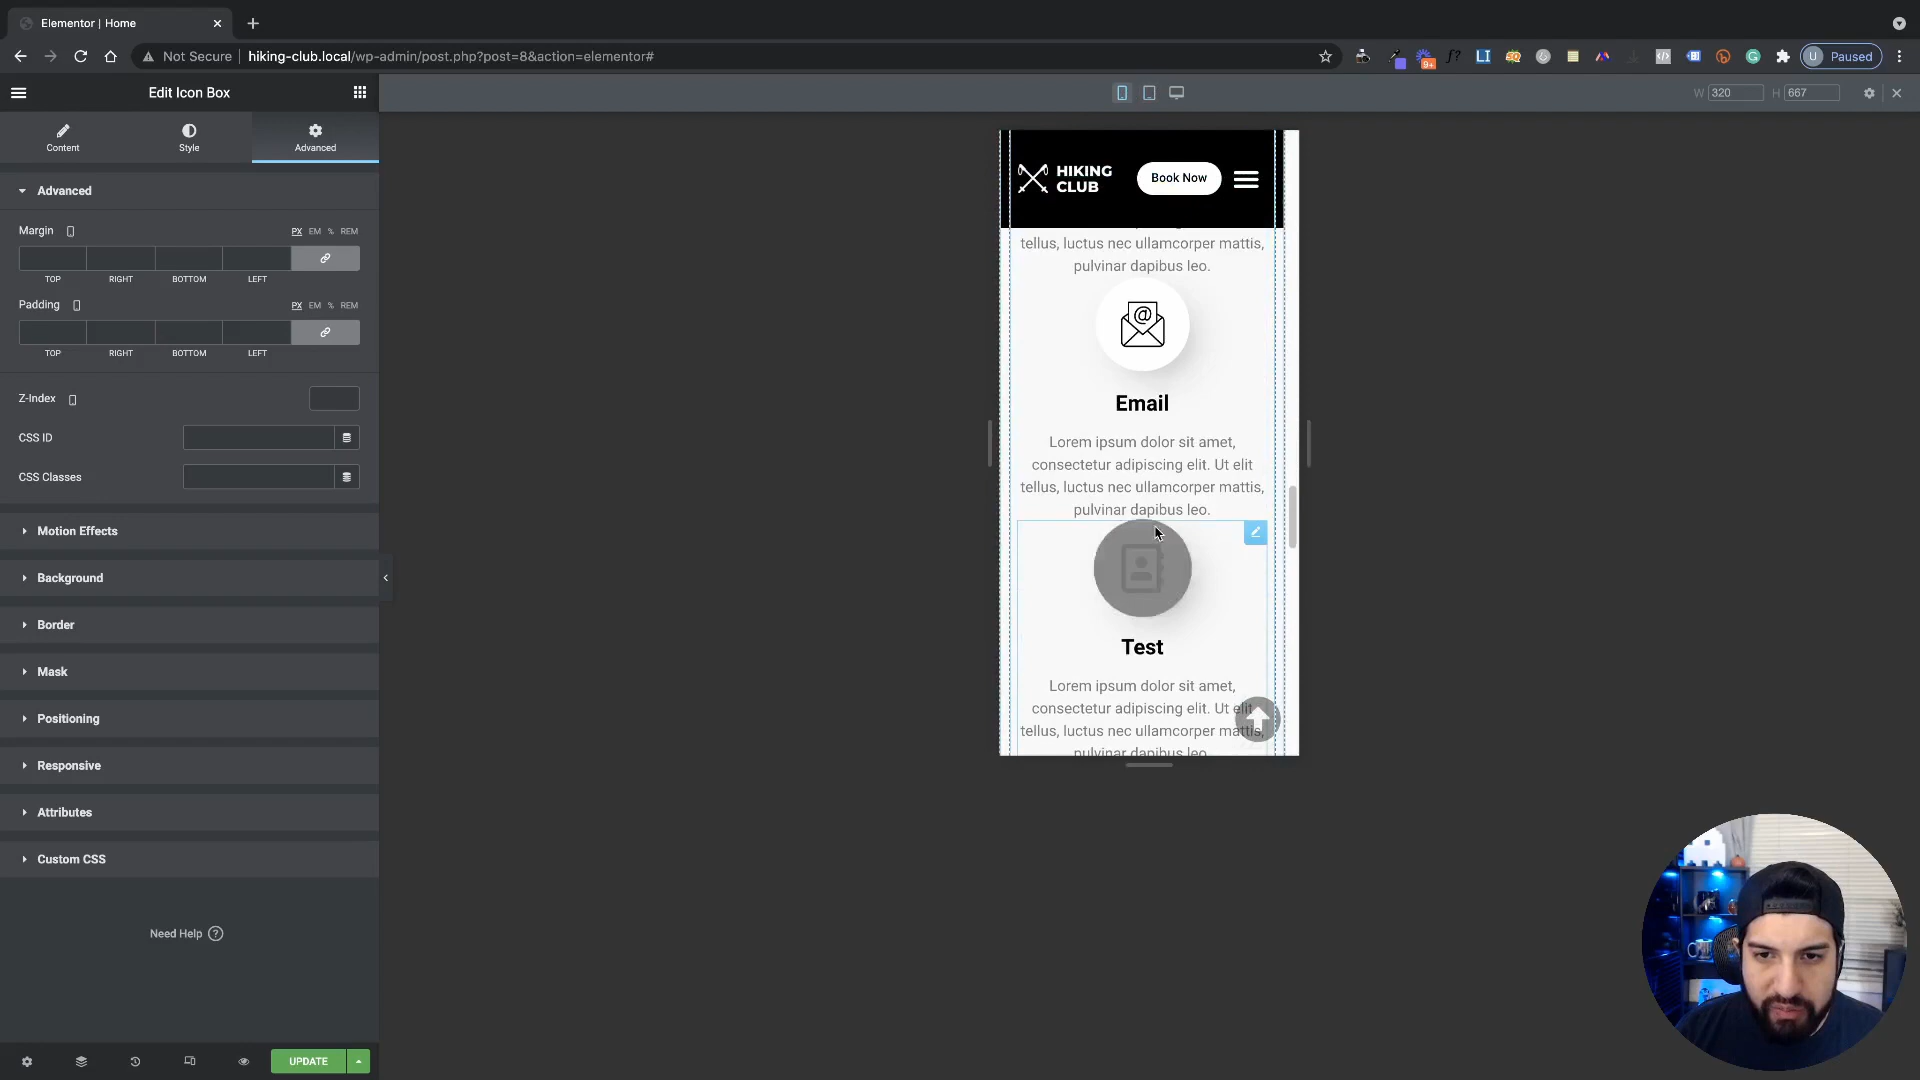 Elementor | Home
Not Secure
hiking-club.local/wp-admin/post.php?post=8&action=elementor#
9+
f?
LI
U Paused
Edit Icon Box
W 320 H 667
Content
Style
Advanced
Advanced
Margin
PX EM % REM
TOP RIGHT BOTTOM LEFT
Padding
PX EM % REM
TOP RIGHT BOTTOM LEFT
Z-Index
CSS ID
CSS Classes
Motion Effects
Background
Border
Mask
Positioning
Responsive
Attributes
Custom CSS
Need Help ?
UPDATE
HIKING
CLUB
Book Now
tellus, luctus nec ullamcorper mattis,
pulvinar dapibus leo.
@
Email
Lorem ipsum dolor sit amet,
consectetur adipiscing elit. Ut elit
tellus, luctus nec ullamcorper mattis,
pulvinar dapibus leo.
Test
Lorem ipsum dolor sit amet,
consectetur adipiscing elit. Ut elit
tellus, luctus nec ullamcorper mattis,
pulvinar dapibus leo.